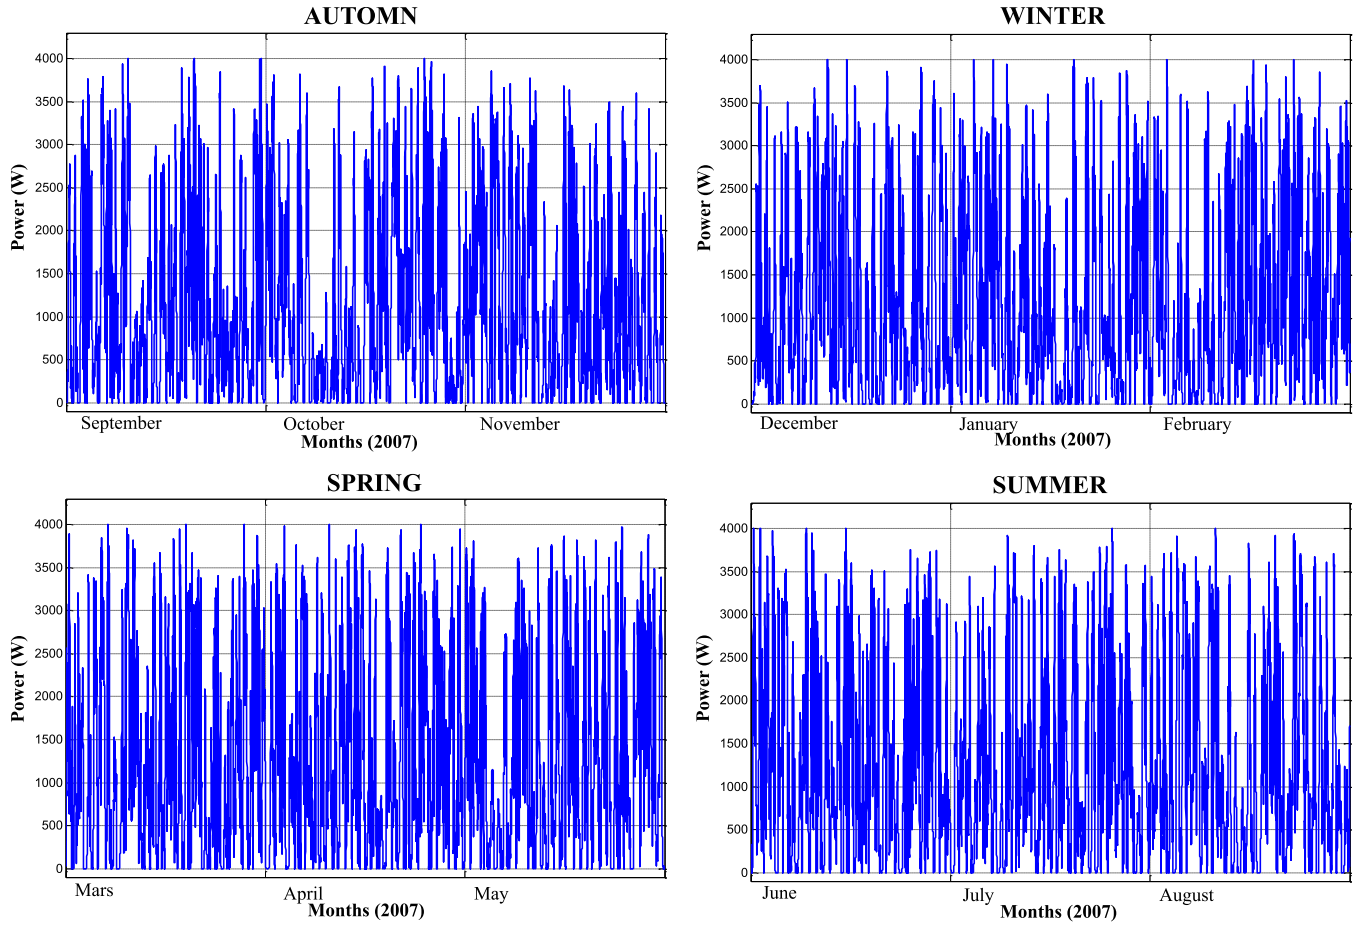 AUTOMN
4000
3500
3000
2500
2000
1500
1000
500
0
Power (W)
September October November
Months (2007)
WINTER
4000
3500
3000
2500
2000
1500
1000
500
0
Power (W)
December January February
Months (2007)
SPRING
4000
3500
3000
2500
2000
1500
1000
500
0
Power (W)
Mars April May
Months (2007)
SUMMER
4000
3500
3000
2500
2000
1500
1000
500
0
Power (W)
June July August
Months (2007)